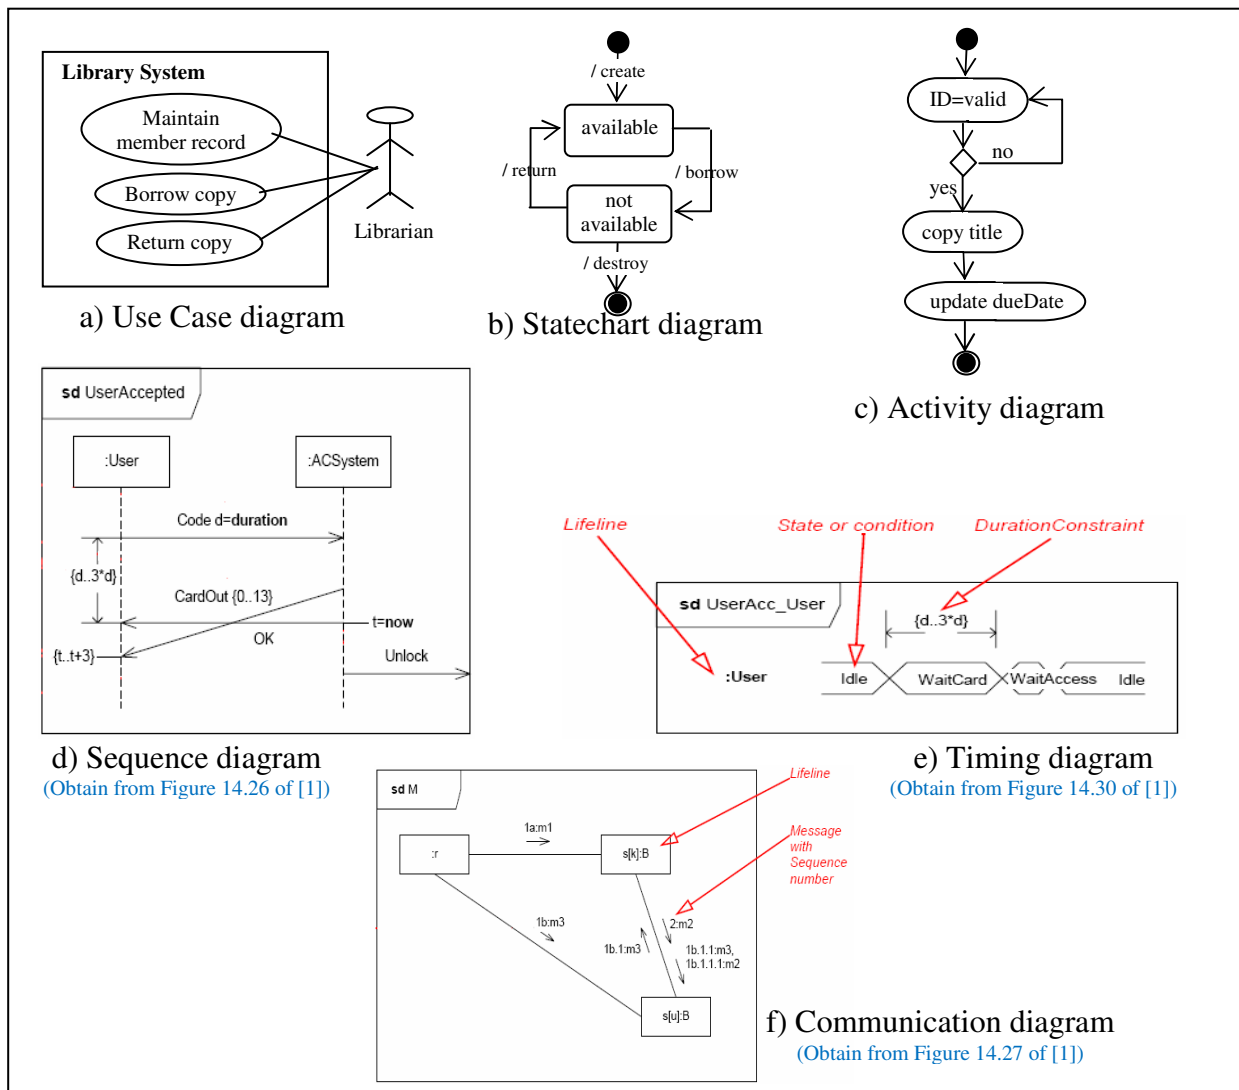 Library System
Maintain
member record
Borrow copy
Return copy
Librarian
a) Use Case diagram
/ create
available
/ return
/ borrow
not
available
/ destroy
b) Statechart diagram
ID=valid
no
yes
copy title
update dueDate
c) Activity diagram
sd UserAccepted
:User
:ACSystem
Code d=duration
{d..3*d}
CardOut {0..13}
t=now
OK
{t..t+3}
Unlock
d) Sequence diagram
(Obtain from Figure 14.26 of [1])
Lifeline
State or condition
DurationConstraint
sd UserAcc_User
{d..3*d}
:User
Idle
WaitCard
WaitAccess
Idle
e) Timing diagram
(Obtain from Figure 14.30 of [1])
sd M
Lifeline
1a:m1
Message
with
Sequence
number
:r
s[k]:B
1b:m3
2:m2
1b.1:m3
1b.1.1:m3,
1b.1.1.1:m2
s[u]:B
f) Communication diagram
(Obtain from Figure 14.27 of [1])